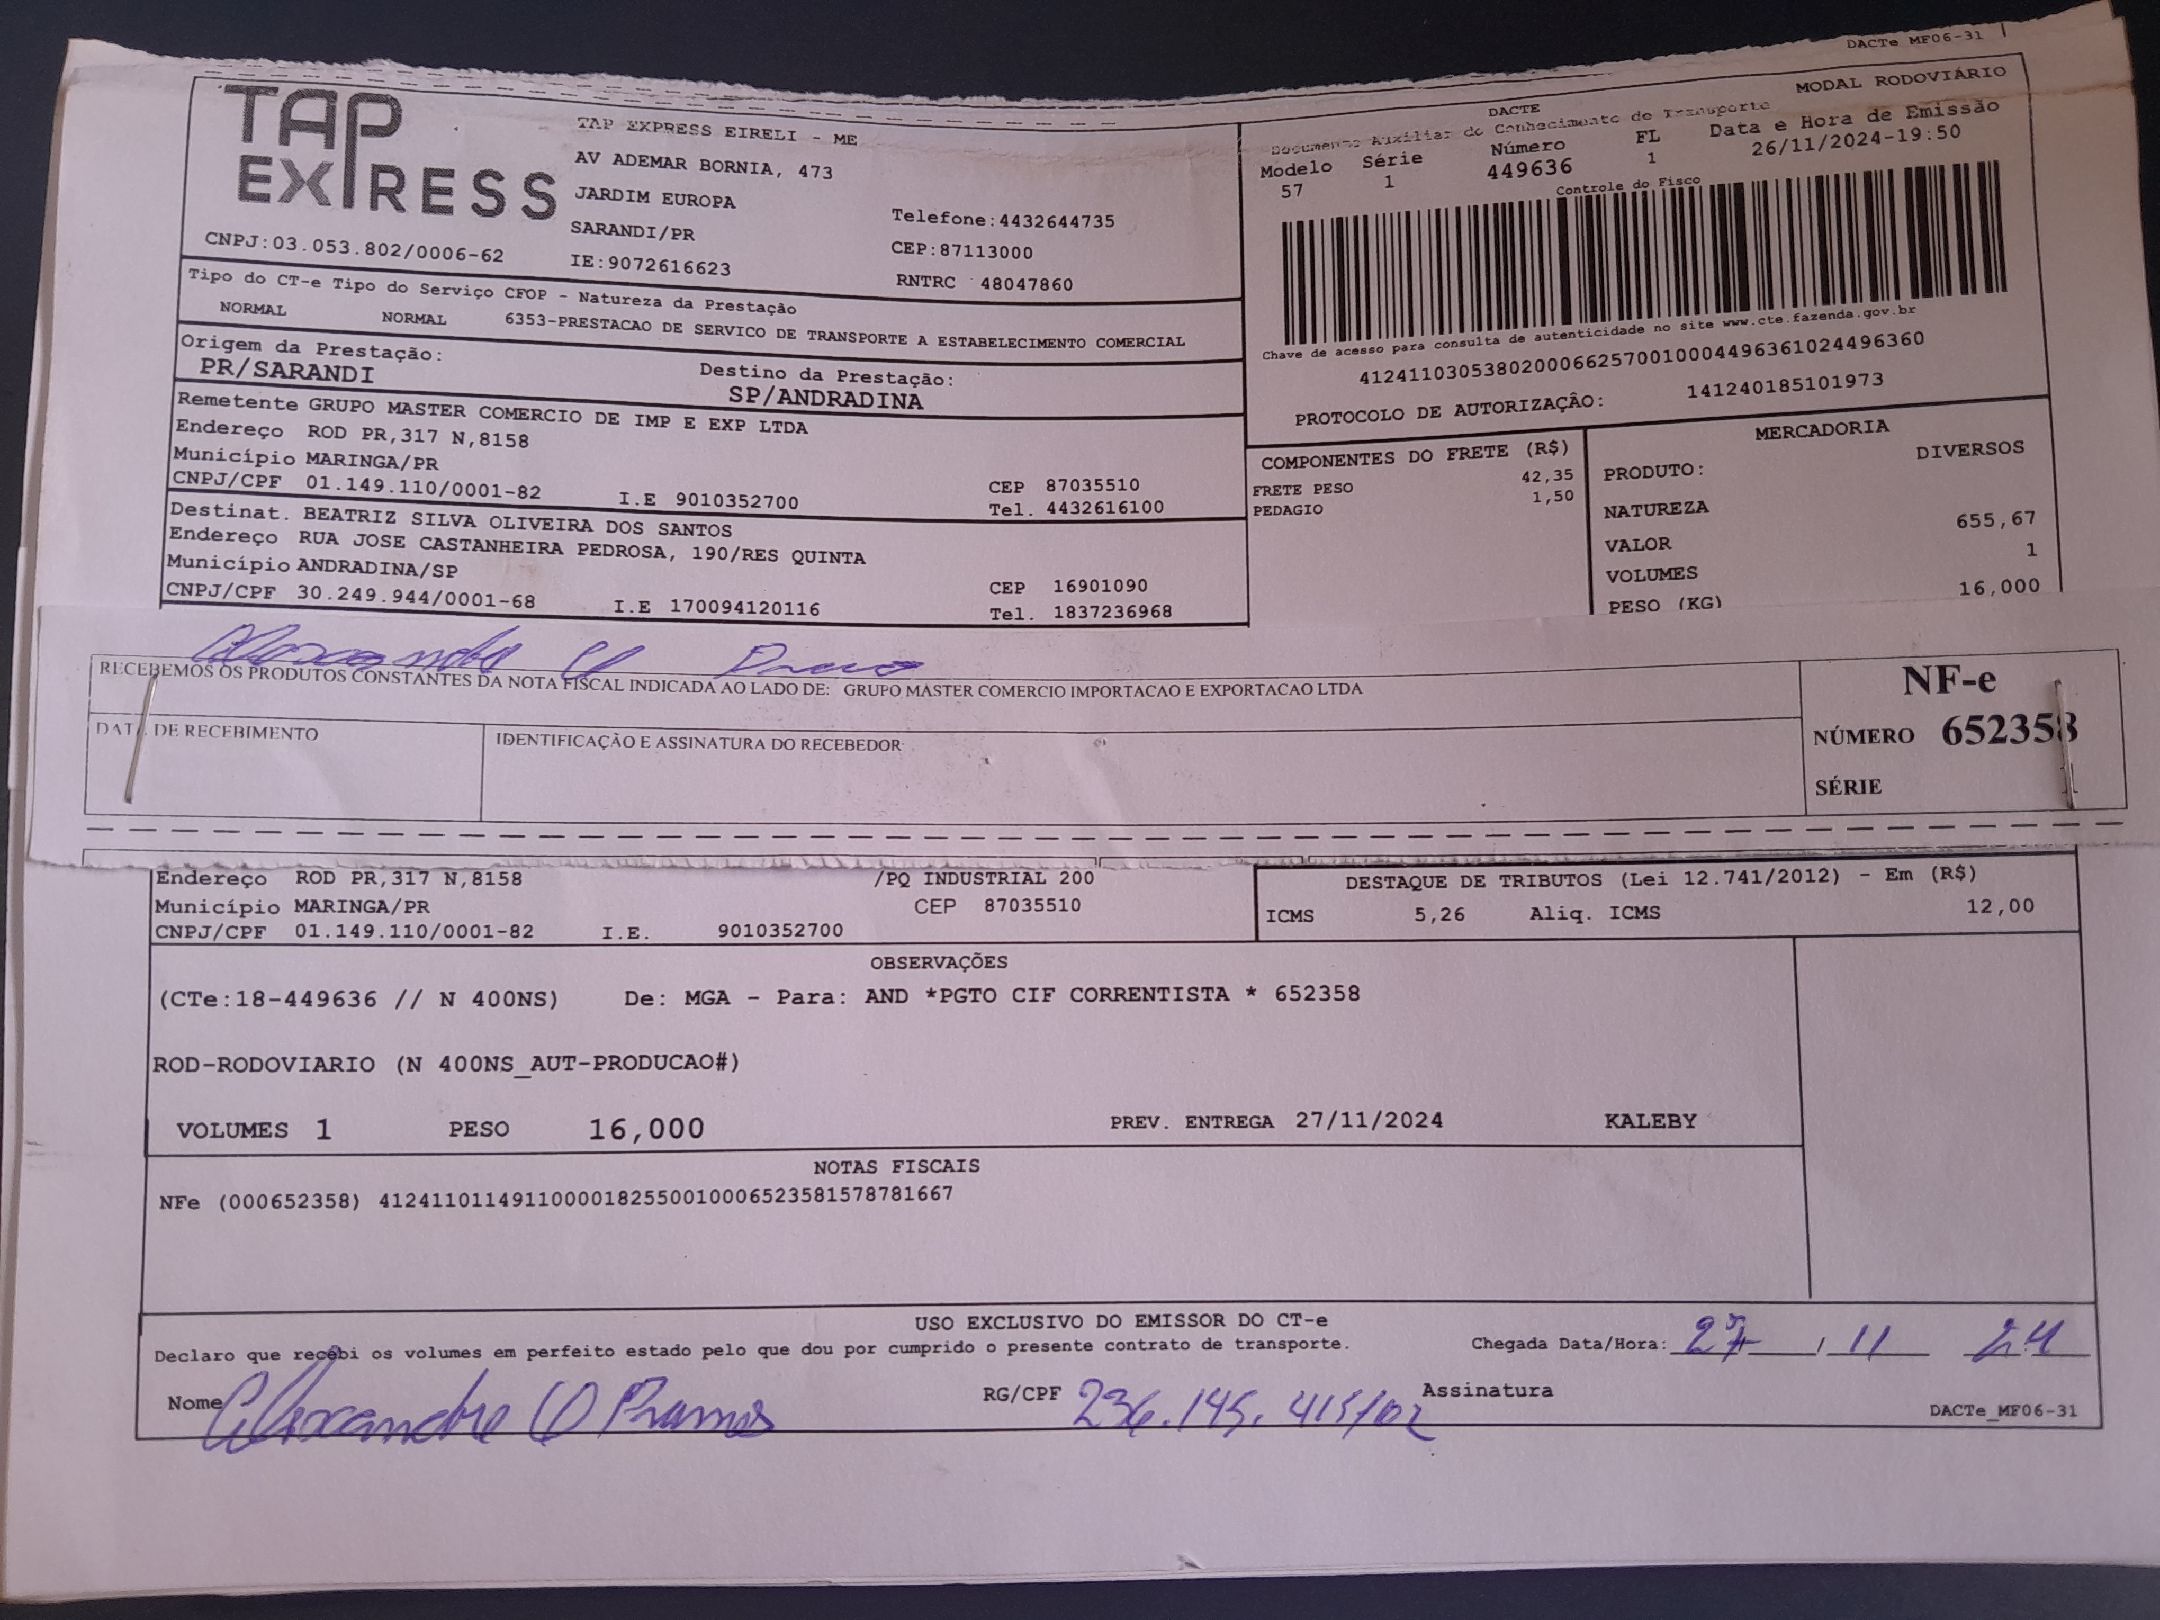 DACTe MF06-31
TAP EXPRESS
TAP EXPRESS EIRELI - ME
AV ADEMAR BORNIA, 473
JARDIM EUROPA
SARANDI/PR
Telefone:4432644735
CNPJ:03.053.802/0006-62
IE:9072616623
CEP:87113000
RNTRC 48047860
MODAL RODOVIÁRIO
DACTE
Documento Auxiliar do Conhecimento de Transporte
Modelo Série Número FL Data e Hora de Emissão
57 1 449636 1 26/11/2024-19:50
Controle do Fisco
Chave de acesso para consulta de autenticidade no site www.cte.fazenda.gov.br
41241103053802000662570010004496361024496360
PROTOCOLO DE AUTORIZAÇÃO: 141240185101973
Tipo do CT-e Tipo do Serviço CFOP - Natureza da Prestação
NORMAL NORMAL 6353-PRESTACAO DE SERVICO DE TRANSPORTE A ESTABELECIMENTO COMERCIAL
Origem da Prestação: Destino da Prestação:
PR/SARANDI SP/ANDRADINA
Remetente GRUPO MASTER COMERCIO DE IMP E EXP LTDA
Endereço ROD PR,317 N,8158
Município MARINGA/PR CEP 87035510
CNPJ/CPF 01.149.110/0001-82 I.E 9010352700 Tel. 4432616100
Destinat. BEATRIZ SILVA OLIVEIRA DOS SANTOS
Endereço RUA JOSE CASTANHEIRA PEDROSA, 190/RES QUINTA
Município ANDRADINA/SP CEP 16901090
CNPJ/CPF 30.249.944/0001-68 I.E 170094120116 Tel. 1837236968
COMPONENTES DO FRETE (R$)
FRETE PESO 42,35
PEDAGIO 1,50
MERCADORIA
PRODUTO: DIVERSOS
NATUREZA
VALOR 655,67
VOLUMES 1
PESO (KG) 16,000
RECEBEMOS OS PRODUTOS CONSTANTES DA NOTA FISCAL INDICADA AO LADO DE: GRUPO MASTER COMERCIO IMPORTACAO E EXPORTACAO LTDA
DATA DE RECEBIMENTO
IDENTIFICAÇÃO E ASSINATURA DO RECEBEDOR
NF-e
NÚMERO 652358
SÉRIE 1
Endereço ROD PR,317 N,8158 /PQ INDUSTRIAL 200
Município MARINGA/PR CEP 87035510
CNPJ/CPF 01.149.110/0001-82 I.E. 9010352700
DESTAQUE DE TRIBUTOS (Lei 12.741/2012) - Em (R$)
ICMS 5,26 Aliq. ICMS 12,00
OBSERVAÇÕES
(CTe:18-449636 // N 400NS) De: MGA - Para: AND *PGTO CIF CORRENTISTA * 652358
ROD-RODOVIARIO (N 400NS_AUT-PRODUCAO#)
VOLUMES 1 PESO 16,000 PREV. ENTREGA 27/11/2024 KALEBY
NOTAS FISCAIS
NFe (000652358) 41241101149110000182550010006523581578781667
USO EXCLUSIVO DO EMISSOR DO CT-e
Declaro que recebi os volumes em perfeito estado pelo que dou por cumprido o presente contrato de transporte. Chegada Data/Hora: 27 / 11 24
Nome Alexandre RG/CPF 236.145.415/02 Assinatura
DACTe_MF06-31